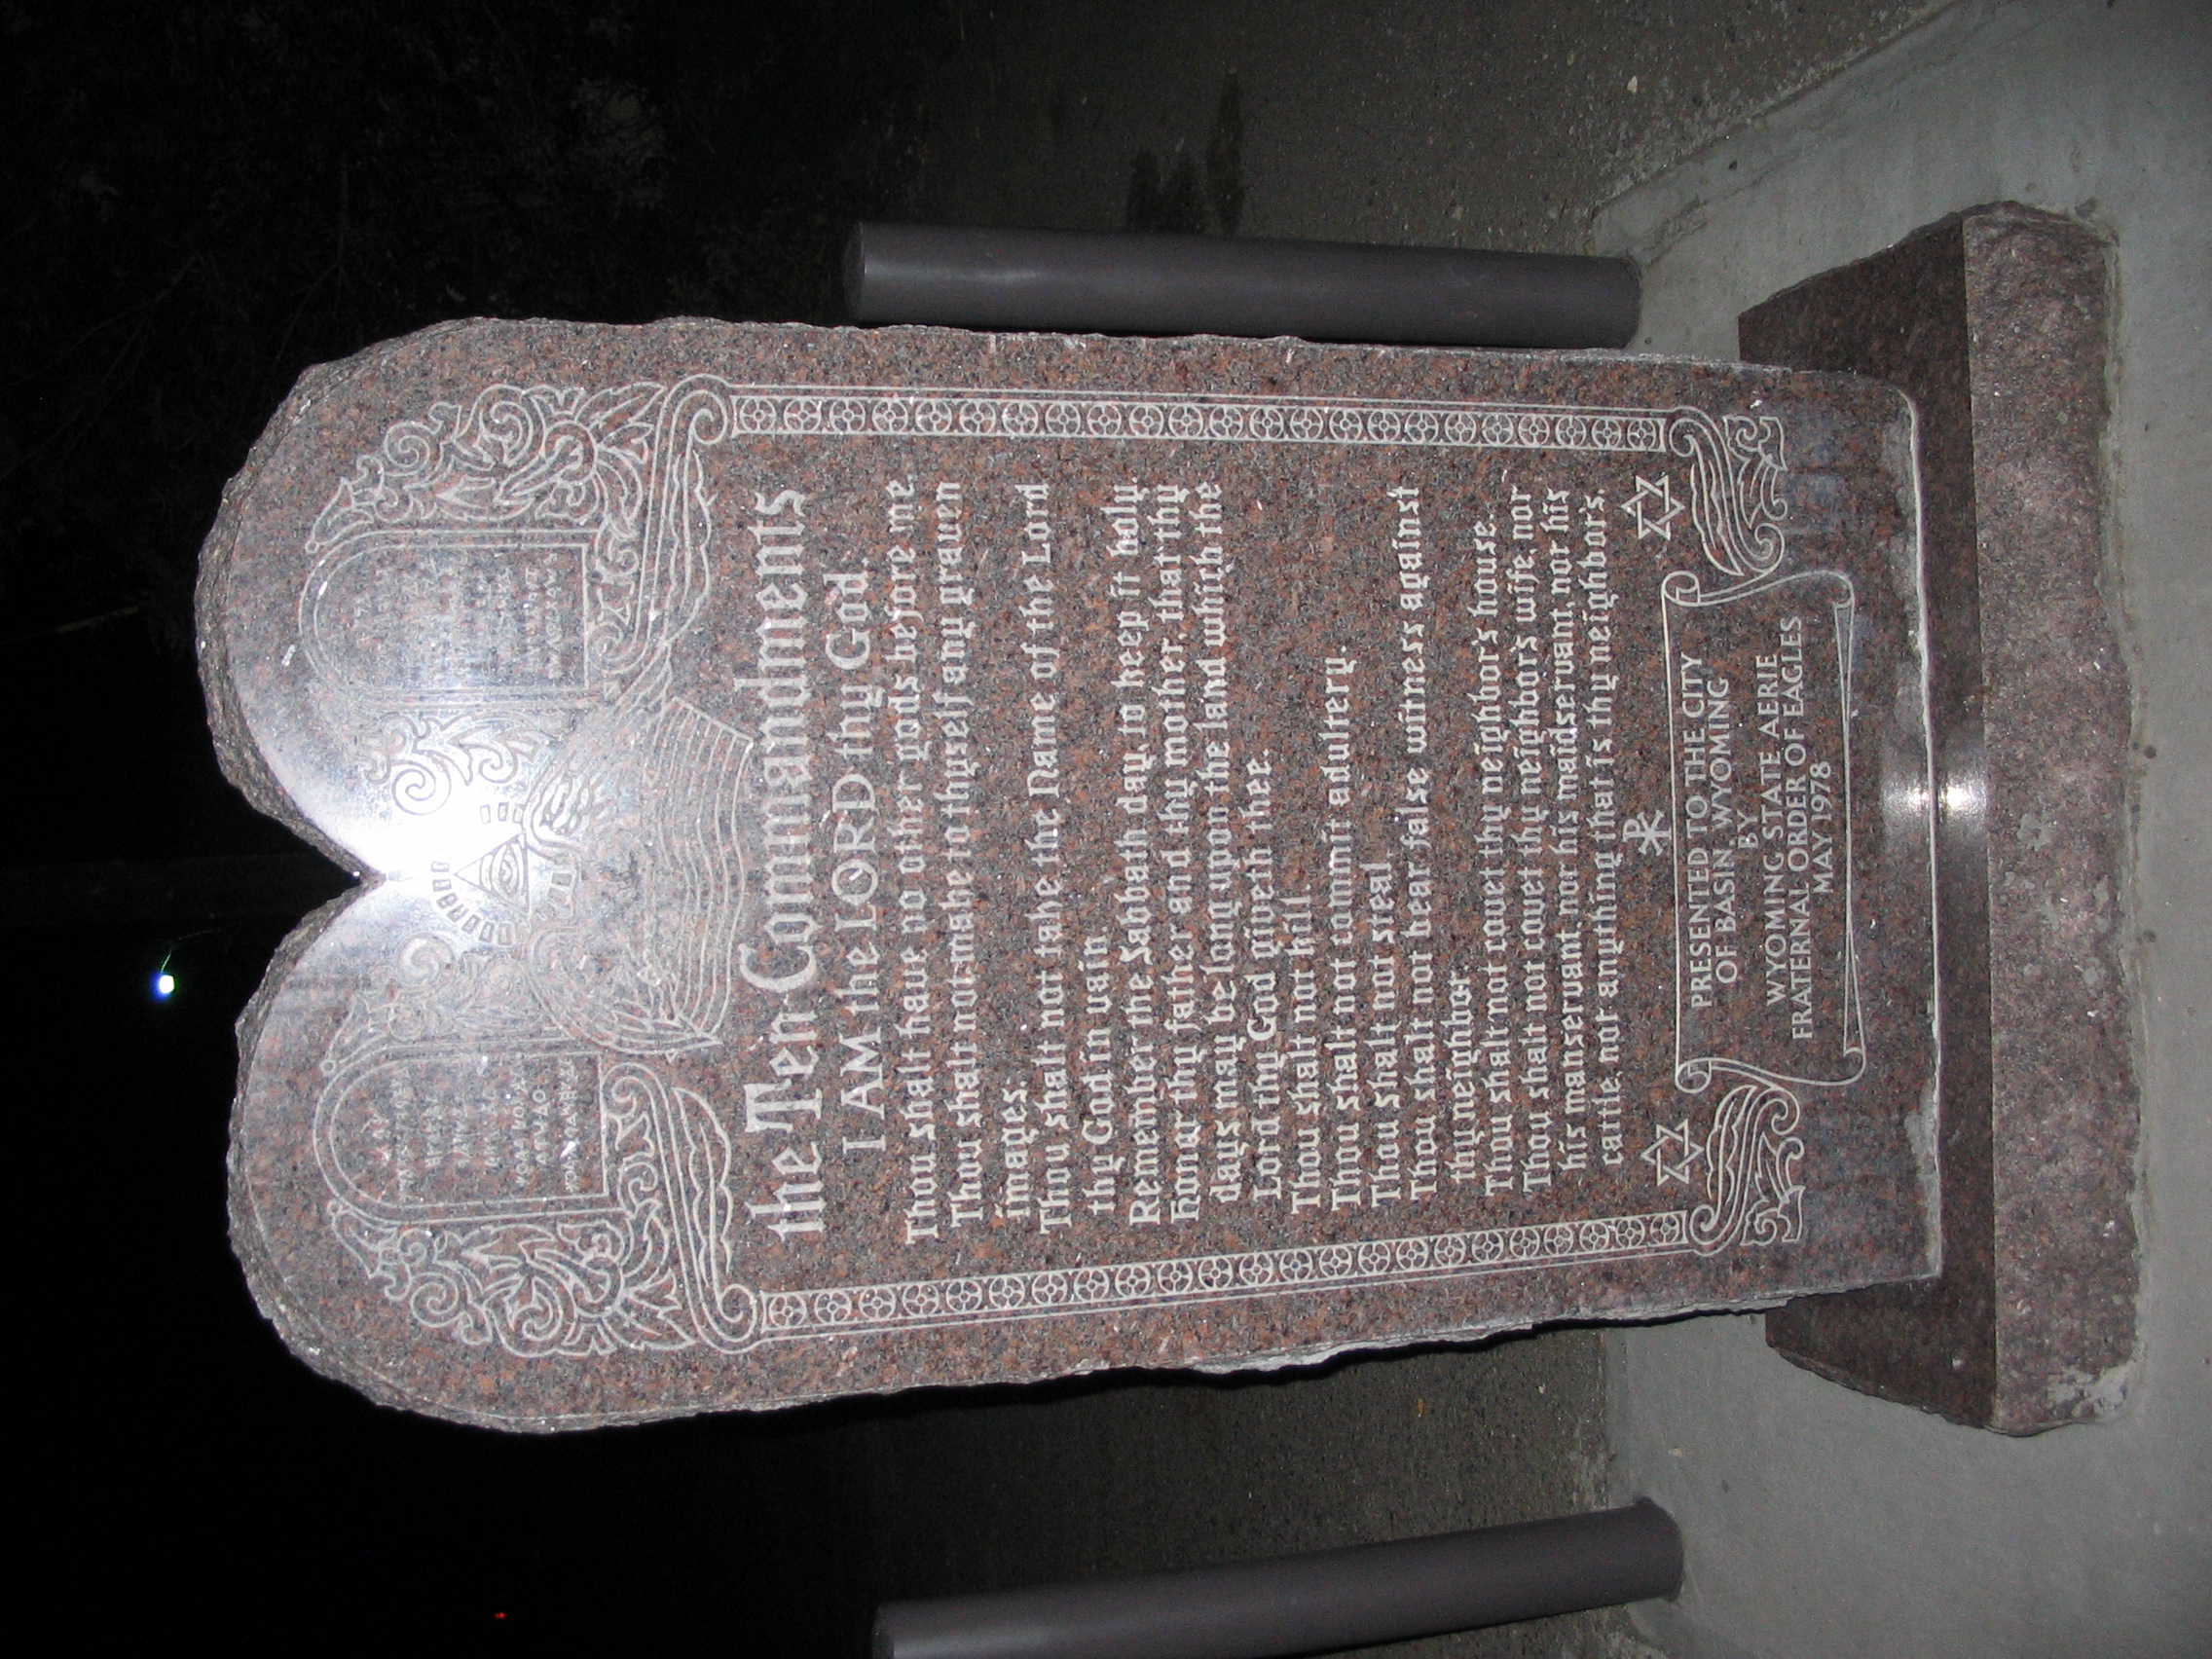 the Ten Commandments
I AM the LORD thy God.
Thou shalt have no other gods before me.
Thou shalt not make to thyself any graven
images.
Thou shalt not take the Name of the Lord
thy God in vain
Remember the Sabbath day, to keep it holy.
Honor thy father and thy mother, that thy
days may be long upon the land which the
Lord thy God giveth thee
Thou shalt not kill.
Thou shalt not commit adultery.
Thou shalt not steal.
Thou shalt not bear false witness against
thy neighbor.
Thou shalt not covet thy neighbor's house.
Thou shalt not covet thy neighbor's wife, nor
his manservant, nor his maidservant, nor his
cattle, nor anything that is thy neighbor's.
PRESENTED TO THE CITY
OF BASIN, WYOMING
BY
WYOMING STATE AERIE
FRATERNAL ORDER OF EAGLES
MAY 1978